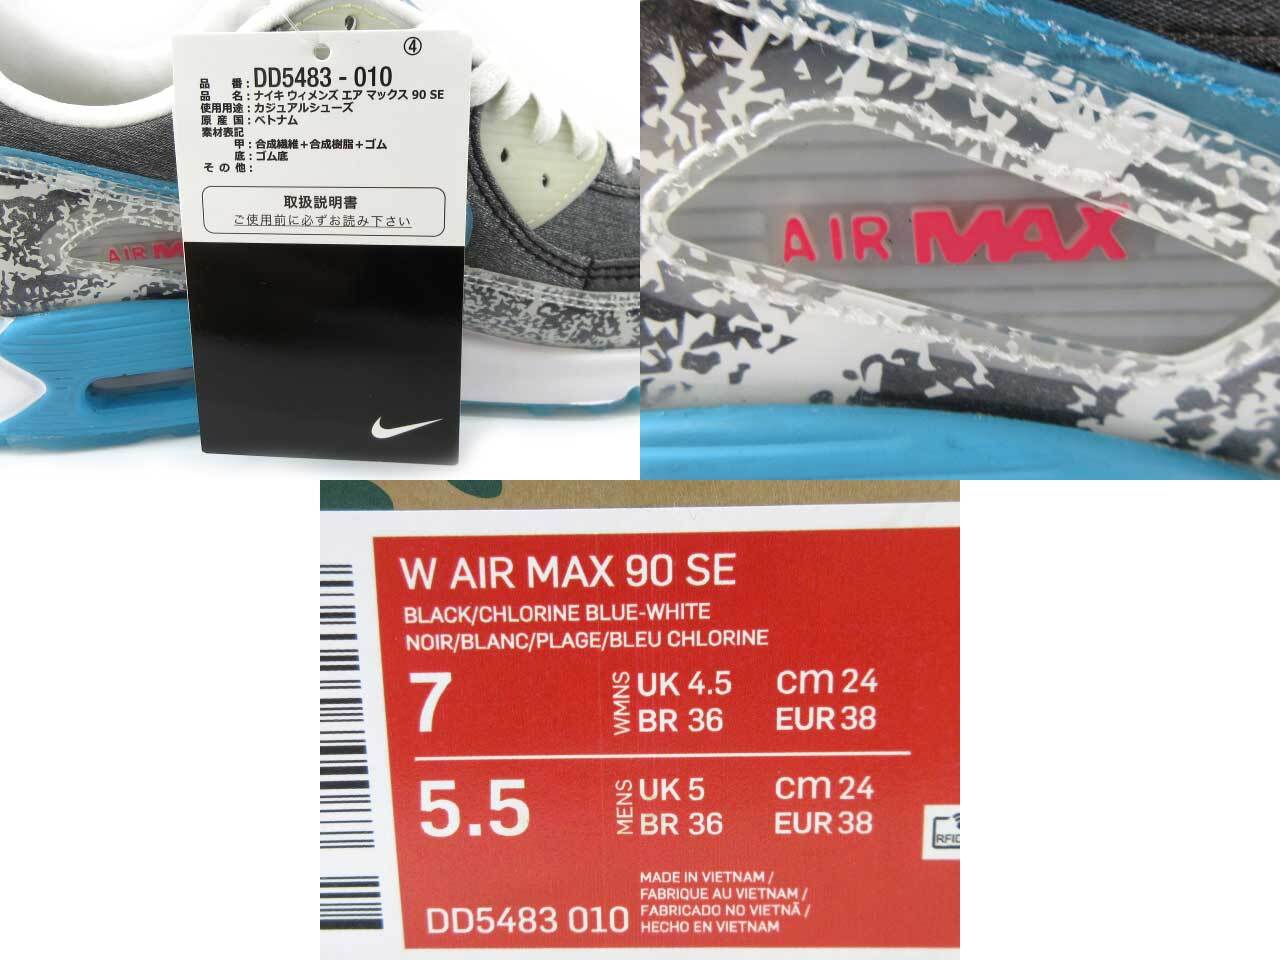 ④
品番：DD5483 - 010
品名：ナイキ ウィメンズ エア マックス 90 SE
使用用途：カジュアルシューズ
原産国：ベトナム
素材表記
甲：合成繊維＋合成樹脂＋ゴム
底：ゴム底
その他：
取扱説明書
ご使用前に必ずお読み下さい
AIR M
AIR MAX
W AIR MAX 90 SE
BLACK/CHLORINE BLUE-WHITE
NOIR/BLANC/PLAGE/BLEU CHLORINE
7 WMNS UK 4.5 cm 24
BR 36 EUR 38
5.5 MENS UK 5 cm 24
BR 36 EUR 38
RFID
MADE IN VIETNAM /
FABRIQUE AU VIETNAM /
FABRICADO NO VIETNÃ /
HECHO EN VIETNAM
DD5483 010